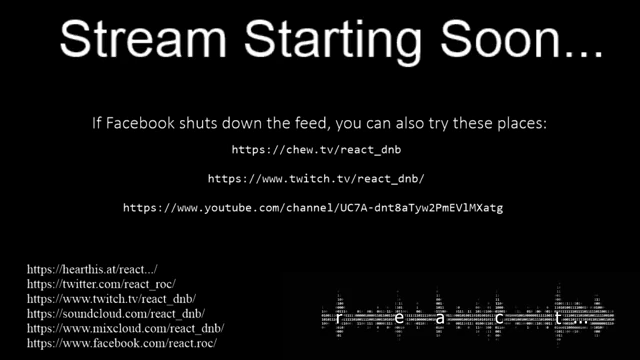 Stream Starting Soon...
If Facebook shuts down the feed, you can also try these places:
https://chew.tv/react_dnb
https://www.twitch.tv/react_dnb/
https://www.youtube.com/channel/UC7A-dnt8aTyw2PmEVlMXatg
https://hearthis.at/react.../
https://twitter.com/react_roc/
https://www.twitch.tv/react_dnb/
https://soundcloud.com/react_dnb/
https://www.mixcloud.com/react_dnb/
https://www.facebook.com/react.roc/
r e a c t...